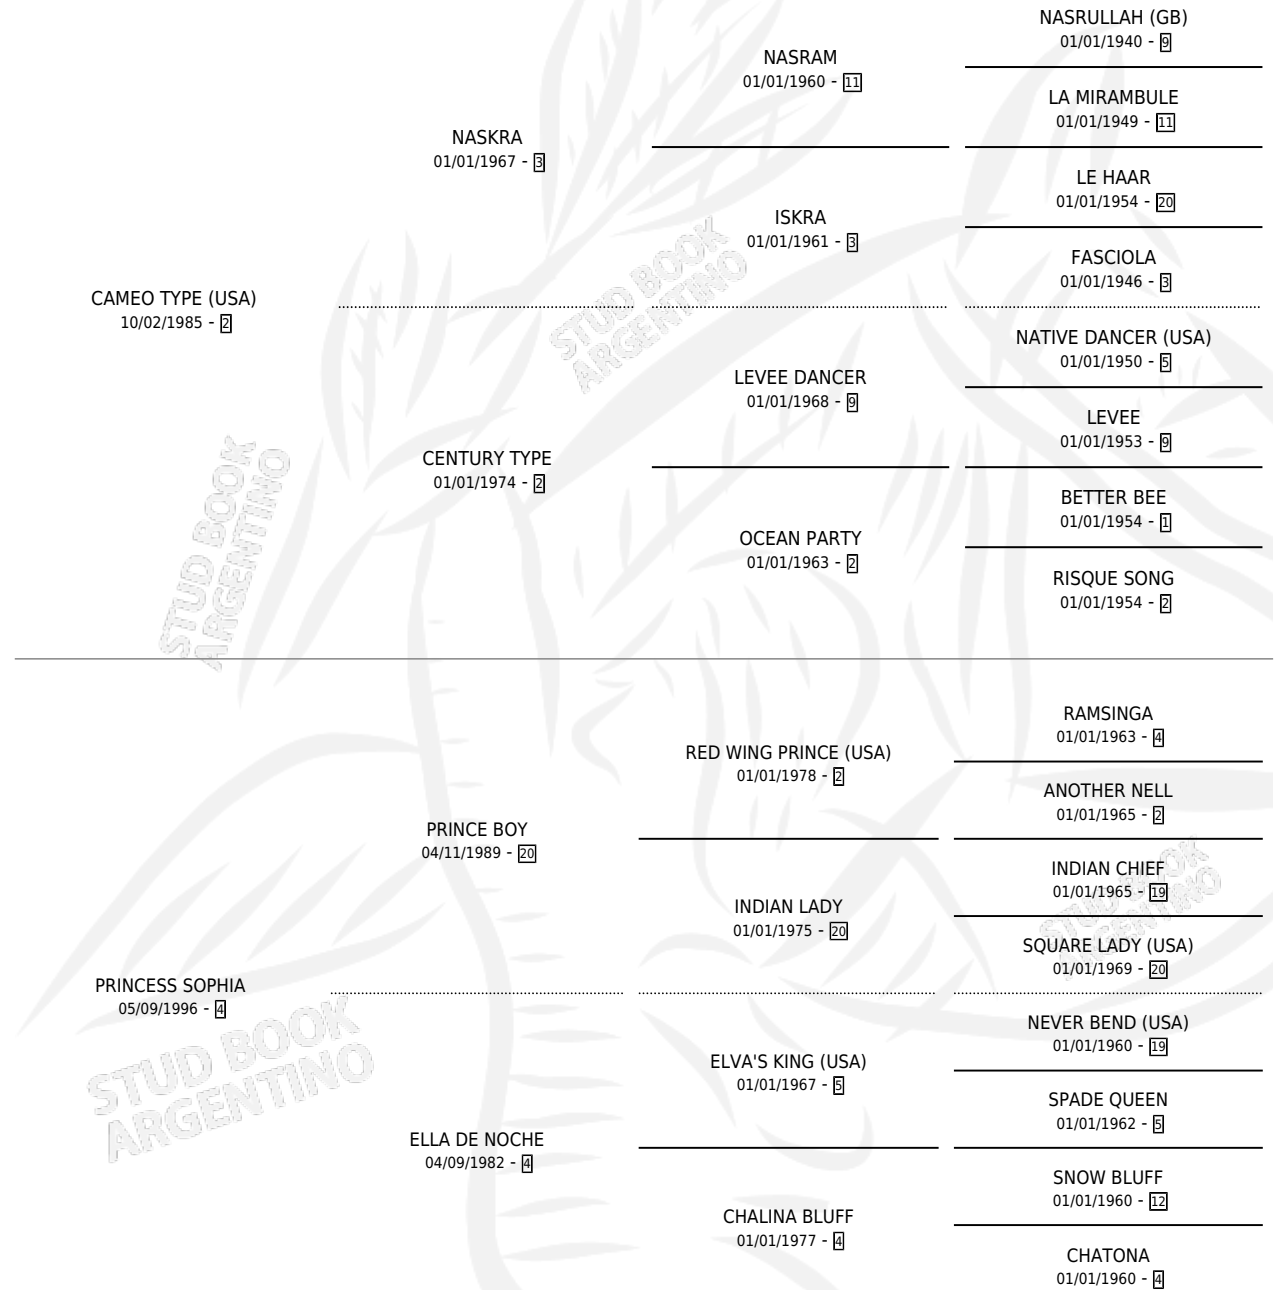 NASRULLAH (GB)
01/01/1940 - 9
NASRAM
01/01/1960 - 11
LA MIRAMBULE
01/01/1949 - 11
NASKRA
01/01/1967 - 3
LE HAAR
01/01/1954 - 20
ISKRA
01/01/1961 - 3
FASCIOLA
01/01/1946 - 3
CAMEO TYPE (USA)
10/02/1985 - 2
NATIVE DANCER (USA)
01/01/1950 - 5
LEVEE DANCER
01/01/1968 - 9
LEVEE
01/01/1953 - 9
CENTURY TYPE
01/01/1974 - 2
BETTER BEE
01/01/1954 - 1
OCEAN PARTY
01/01/1963 - 2
RISQUE SONG
01/01/1954 - 2
RAMSINGA
01/01/1963 - 4
RED WING PRINCE (USA)
01/01/1978 - 2
ANOTHER NELL
01/01/1965 - 2
PRINCE BOY
04/11/1989 - 20
INDIAN CHIEF
01/01/1965 - 19
INDIAN LADY
01/01/1975 - 20
SQUARE LADY (USA)
01/01/1969 - 20
PRINCESS SOPHIA
05/09/1996 - 4
NEVER BEND (USA)
01/01/1960 - 19
ELVA'S KING (USA)
01/01/1967 - 5
SPADE QUEEN
01/01/1962 - 5
ELLA DE NOCHE
04/09/1982 - 4
SNOW BLUFF
01/01/1960 - 12
CHALINA BLUFF
01/01/1977 - 4
CHATONA
01/01/1960 - 4
STUD BOOK
ARGENTINO
STUD BOOK
ARGENTINO
STUD BOOK
ARGENTINO
STUD BOOK
ARGENTINO